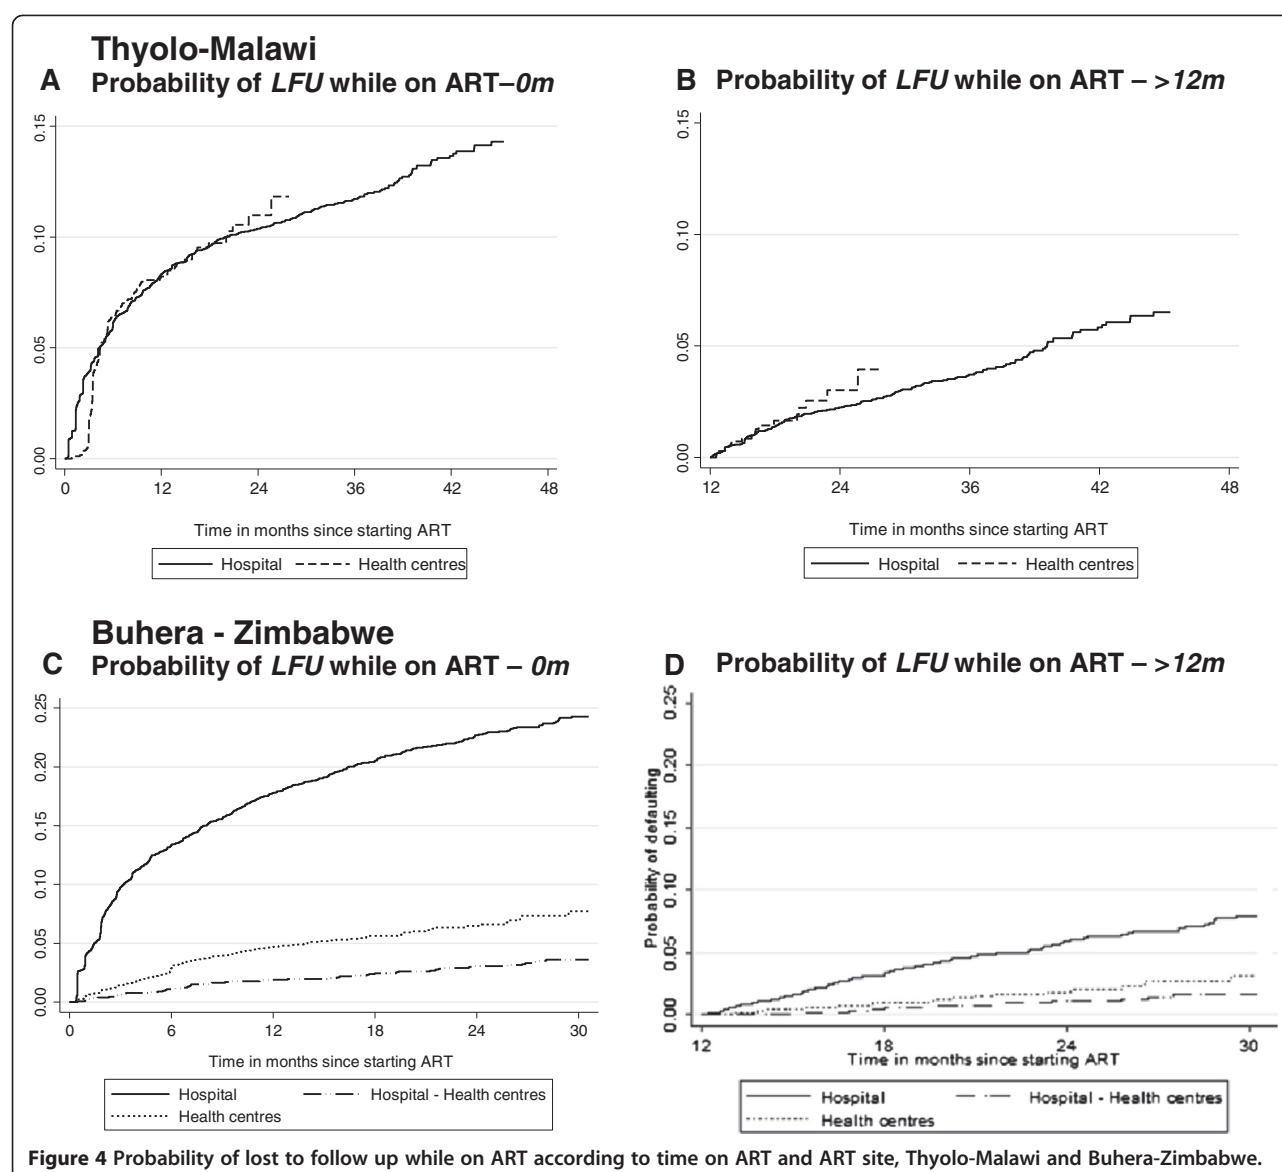 Thyolo-Malawi
A Probability of LFU while on ART–0m
0.15
0.10
0.05
0.00
0 12 24 36 42 48
Time in months since starting ART
Hospital Health centres
B Probability of LFU while on ART – >12m
0.15
0.10
0.05
0.00
12 24 36 42 48
Time in months since starting ART
Hospital Health centres
Buhera - Zimbabwe
C Probability of LFU while on ART – 0m
0.25
0.20
0.15
0.10
0.05
0.00
0 6 12 18 24 30
Time in months since starting ART
Hospital Hospital - Health centres
Health centres
D Probability of LFU while on ART – >12m
Probability of defaulting
0.25
0.20
0.15
0.10
0.05
0.00
12 18 24 30
Time in months since starting ART
Hospital Hospital - Health centres
Health centres
Figure 4 Probability of lost to follow up while on ART according to time on ART and ART site, Thyolo-Malawi and Buhera-Zimbabwe.